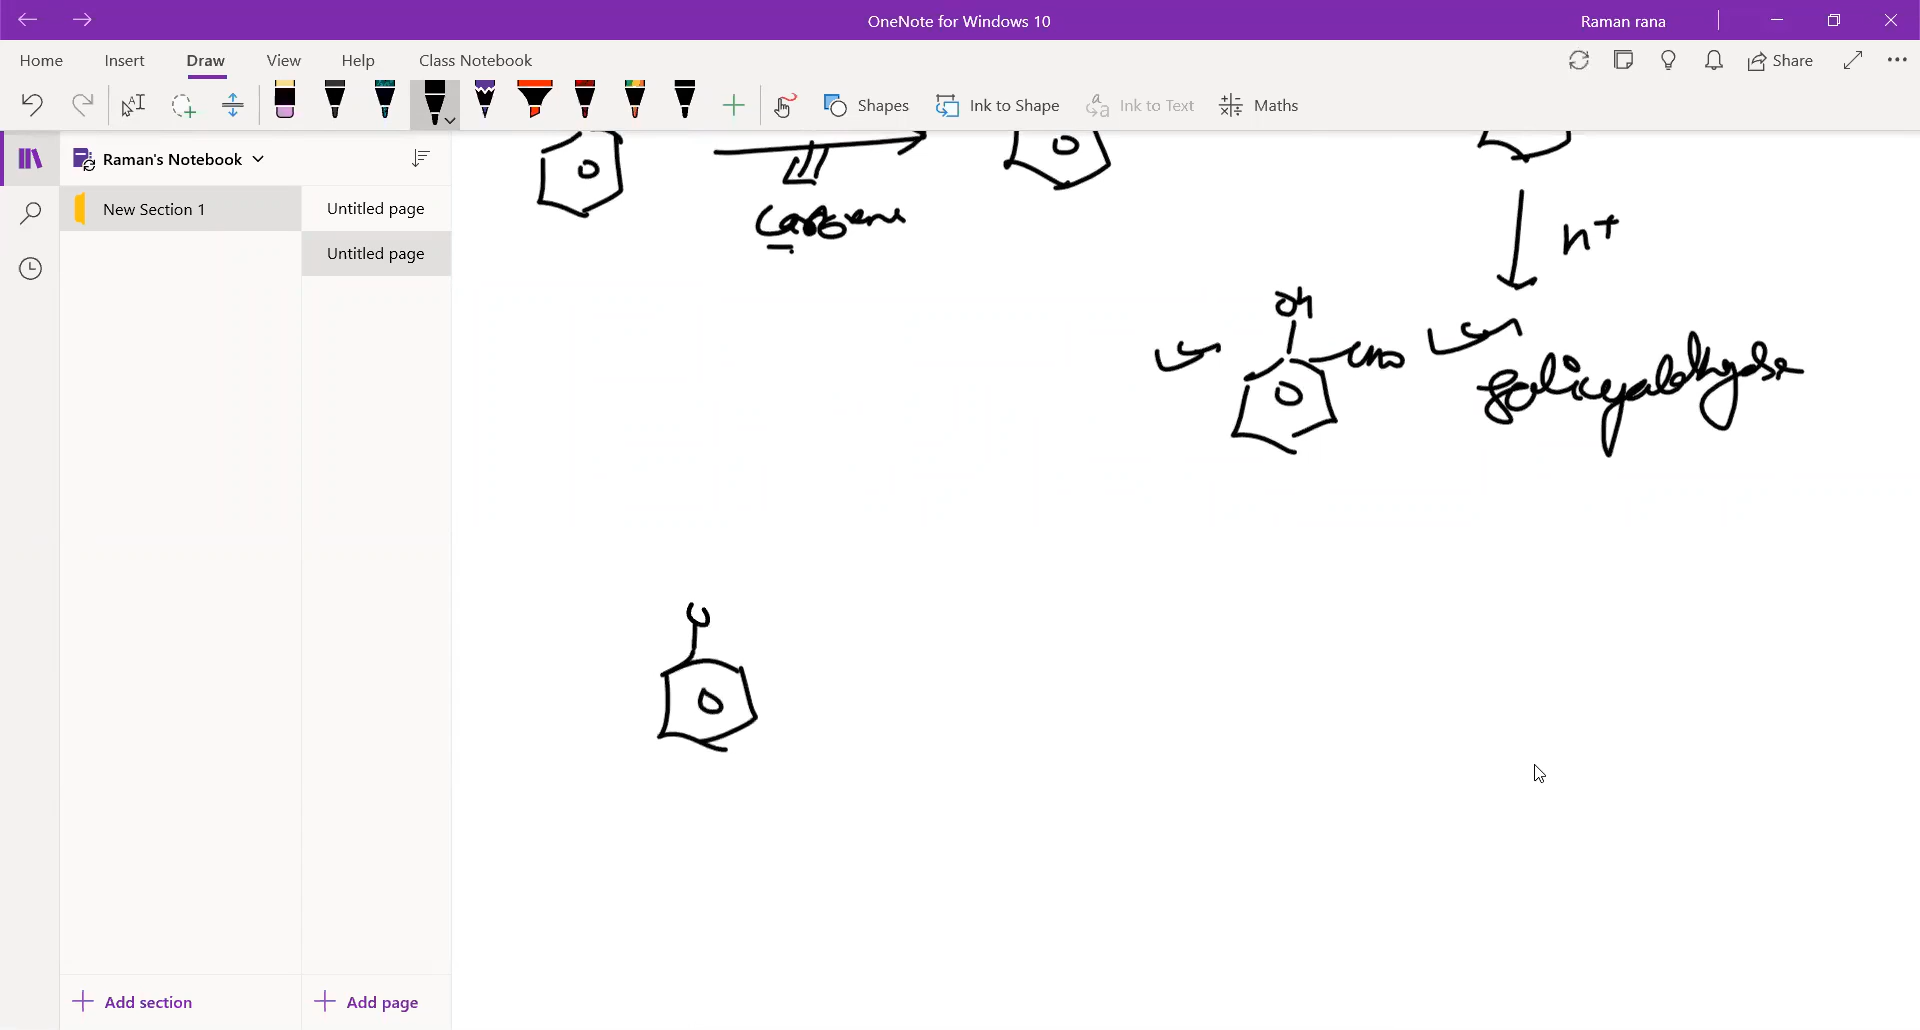 OneNote for Windows 10
Raman rana
Home Insert Draw View Help Class Notebook
Share
Shapes Ink to Shape Ink to Text Maths
Raman's Notebook
New Section 1
Untitled page
Untitled page
Carbene
H+
OH
CHO
Salicyaldehyde
Add section
Add page